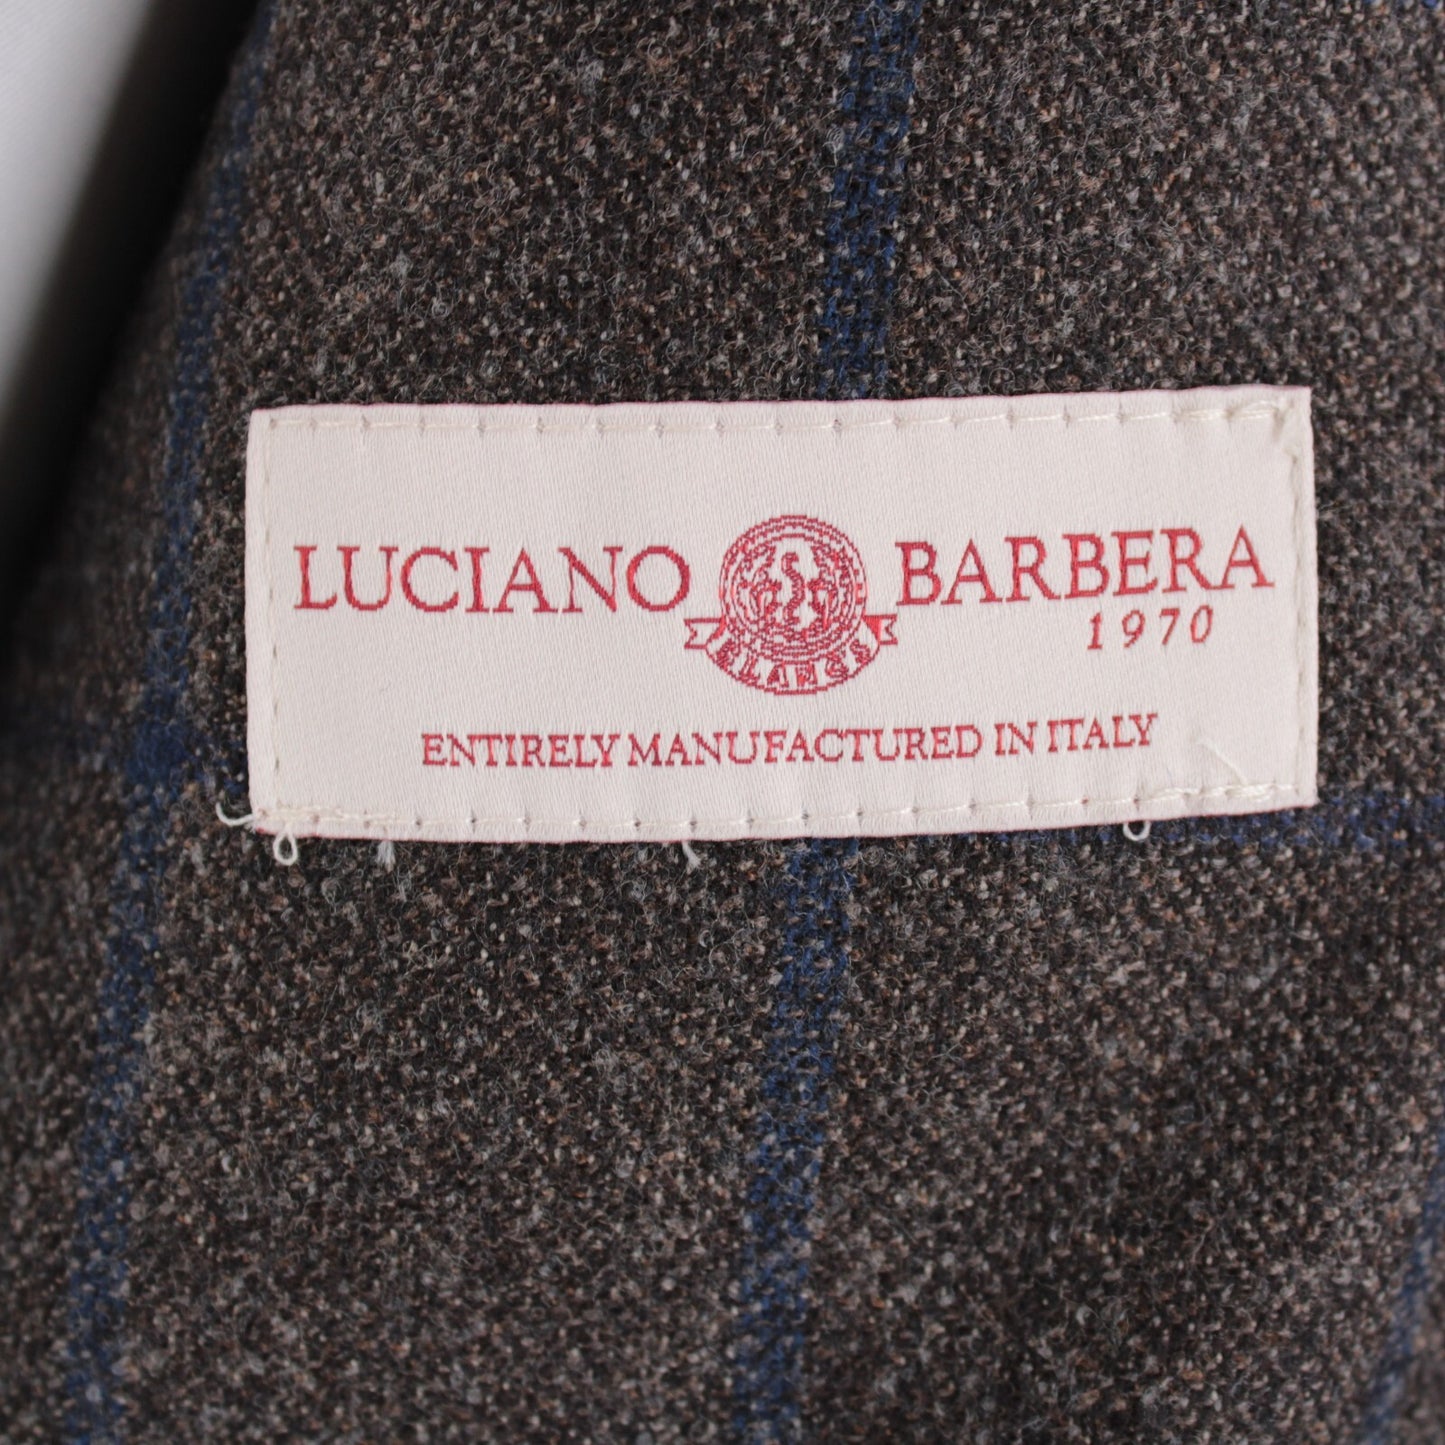 LUCIANO BARBERA
1970
ENTIRELY MANUFACTURED IN ITALY